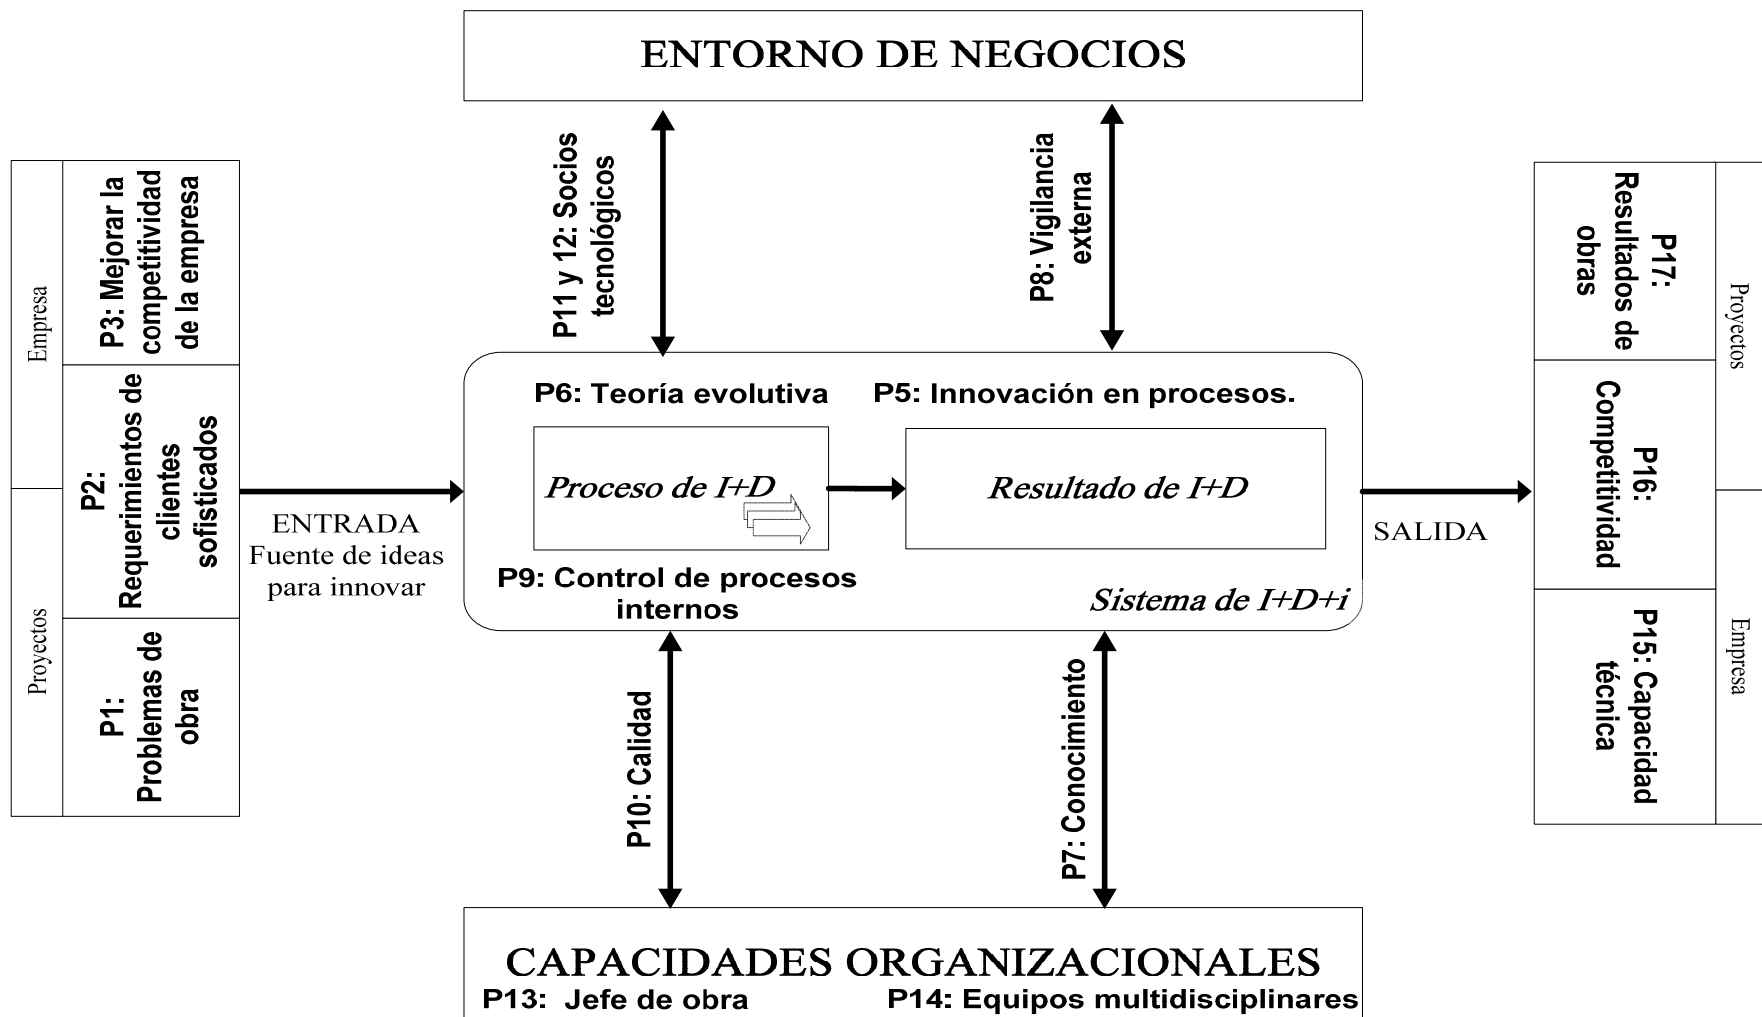 ENTORNO DE NEGOCIOS
P11 y 12: Socios
tecnológicos
P8: Vigilancia
externa
Empresa
Proyectos
P3: Mejorar la
competitividad
de la empresa
P2:
Requerimientos de
clientes
sofisticados
P1:
Problemas de
obra
ENTRADA
Fuente de ideas
para innovar
P6: Teoría evolutiva
P5: Innovación en procesos.
Proceso de I+D
Resultado de I+D
P9: Control de procesos
internos
Sistema de I+D+i
SALIDA
P17:
Resultados de
obras
P16:
Competitividad
P15: Capacidad
técnica
Proyectos
Empresa
P10: Calidad
P7: Conocimiento
CAPACIDADES ORGANIZACIONALES
P13: Jefe de obra
P14: Equipos multidisciplinares